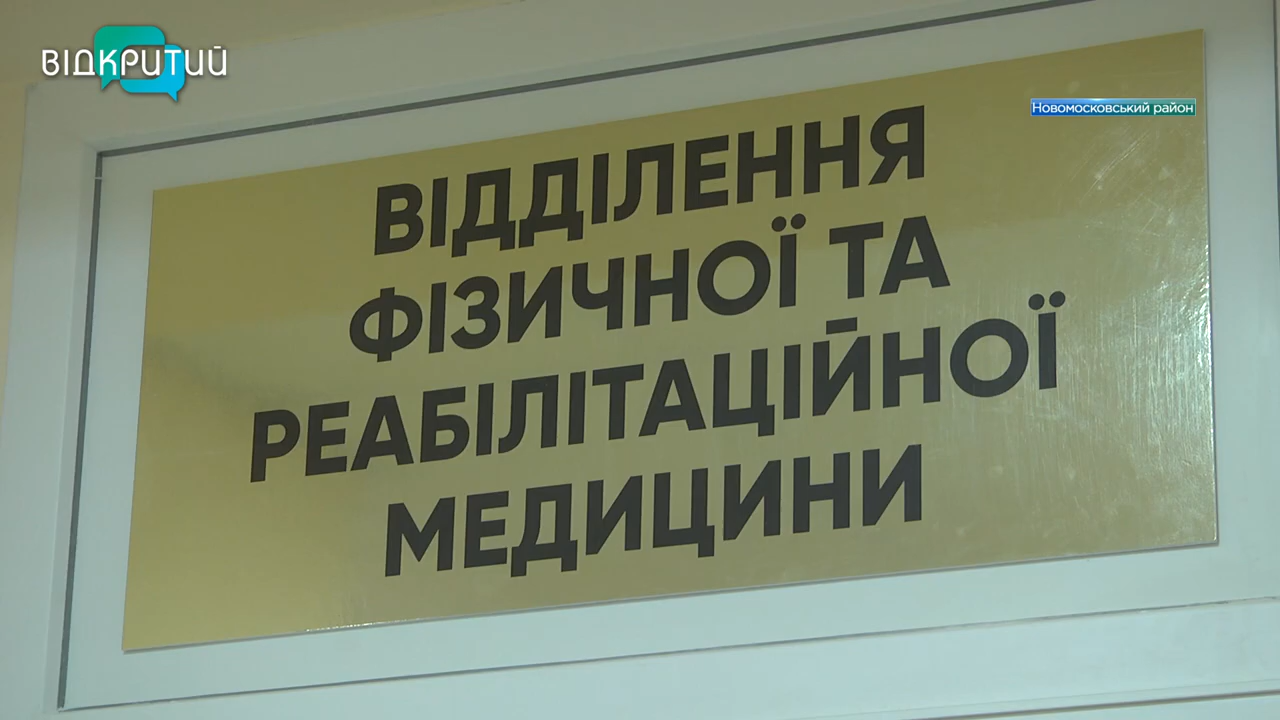 ВІДКРИТИЙ
Новомосковський район
ВІДДІЛЕННЯ
ФІЗИЧНОЇ ТА
РЕАБІЛІТАЦІЙНОЇ
МЕДИЦИНИ